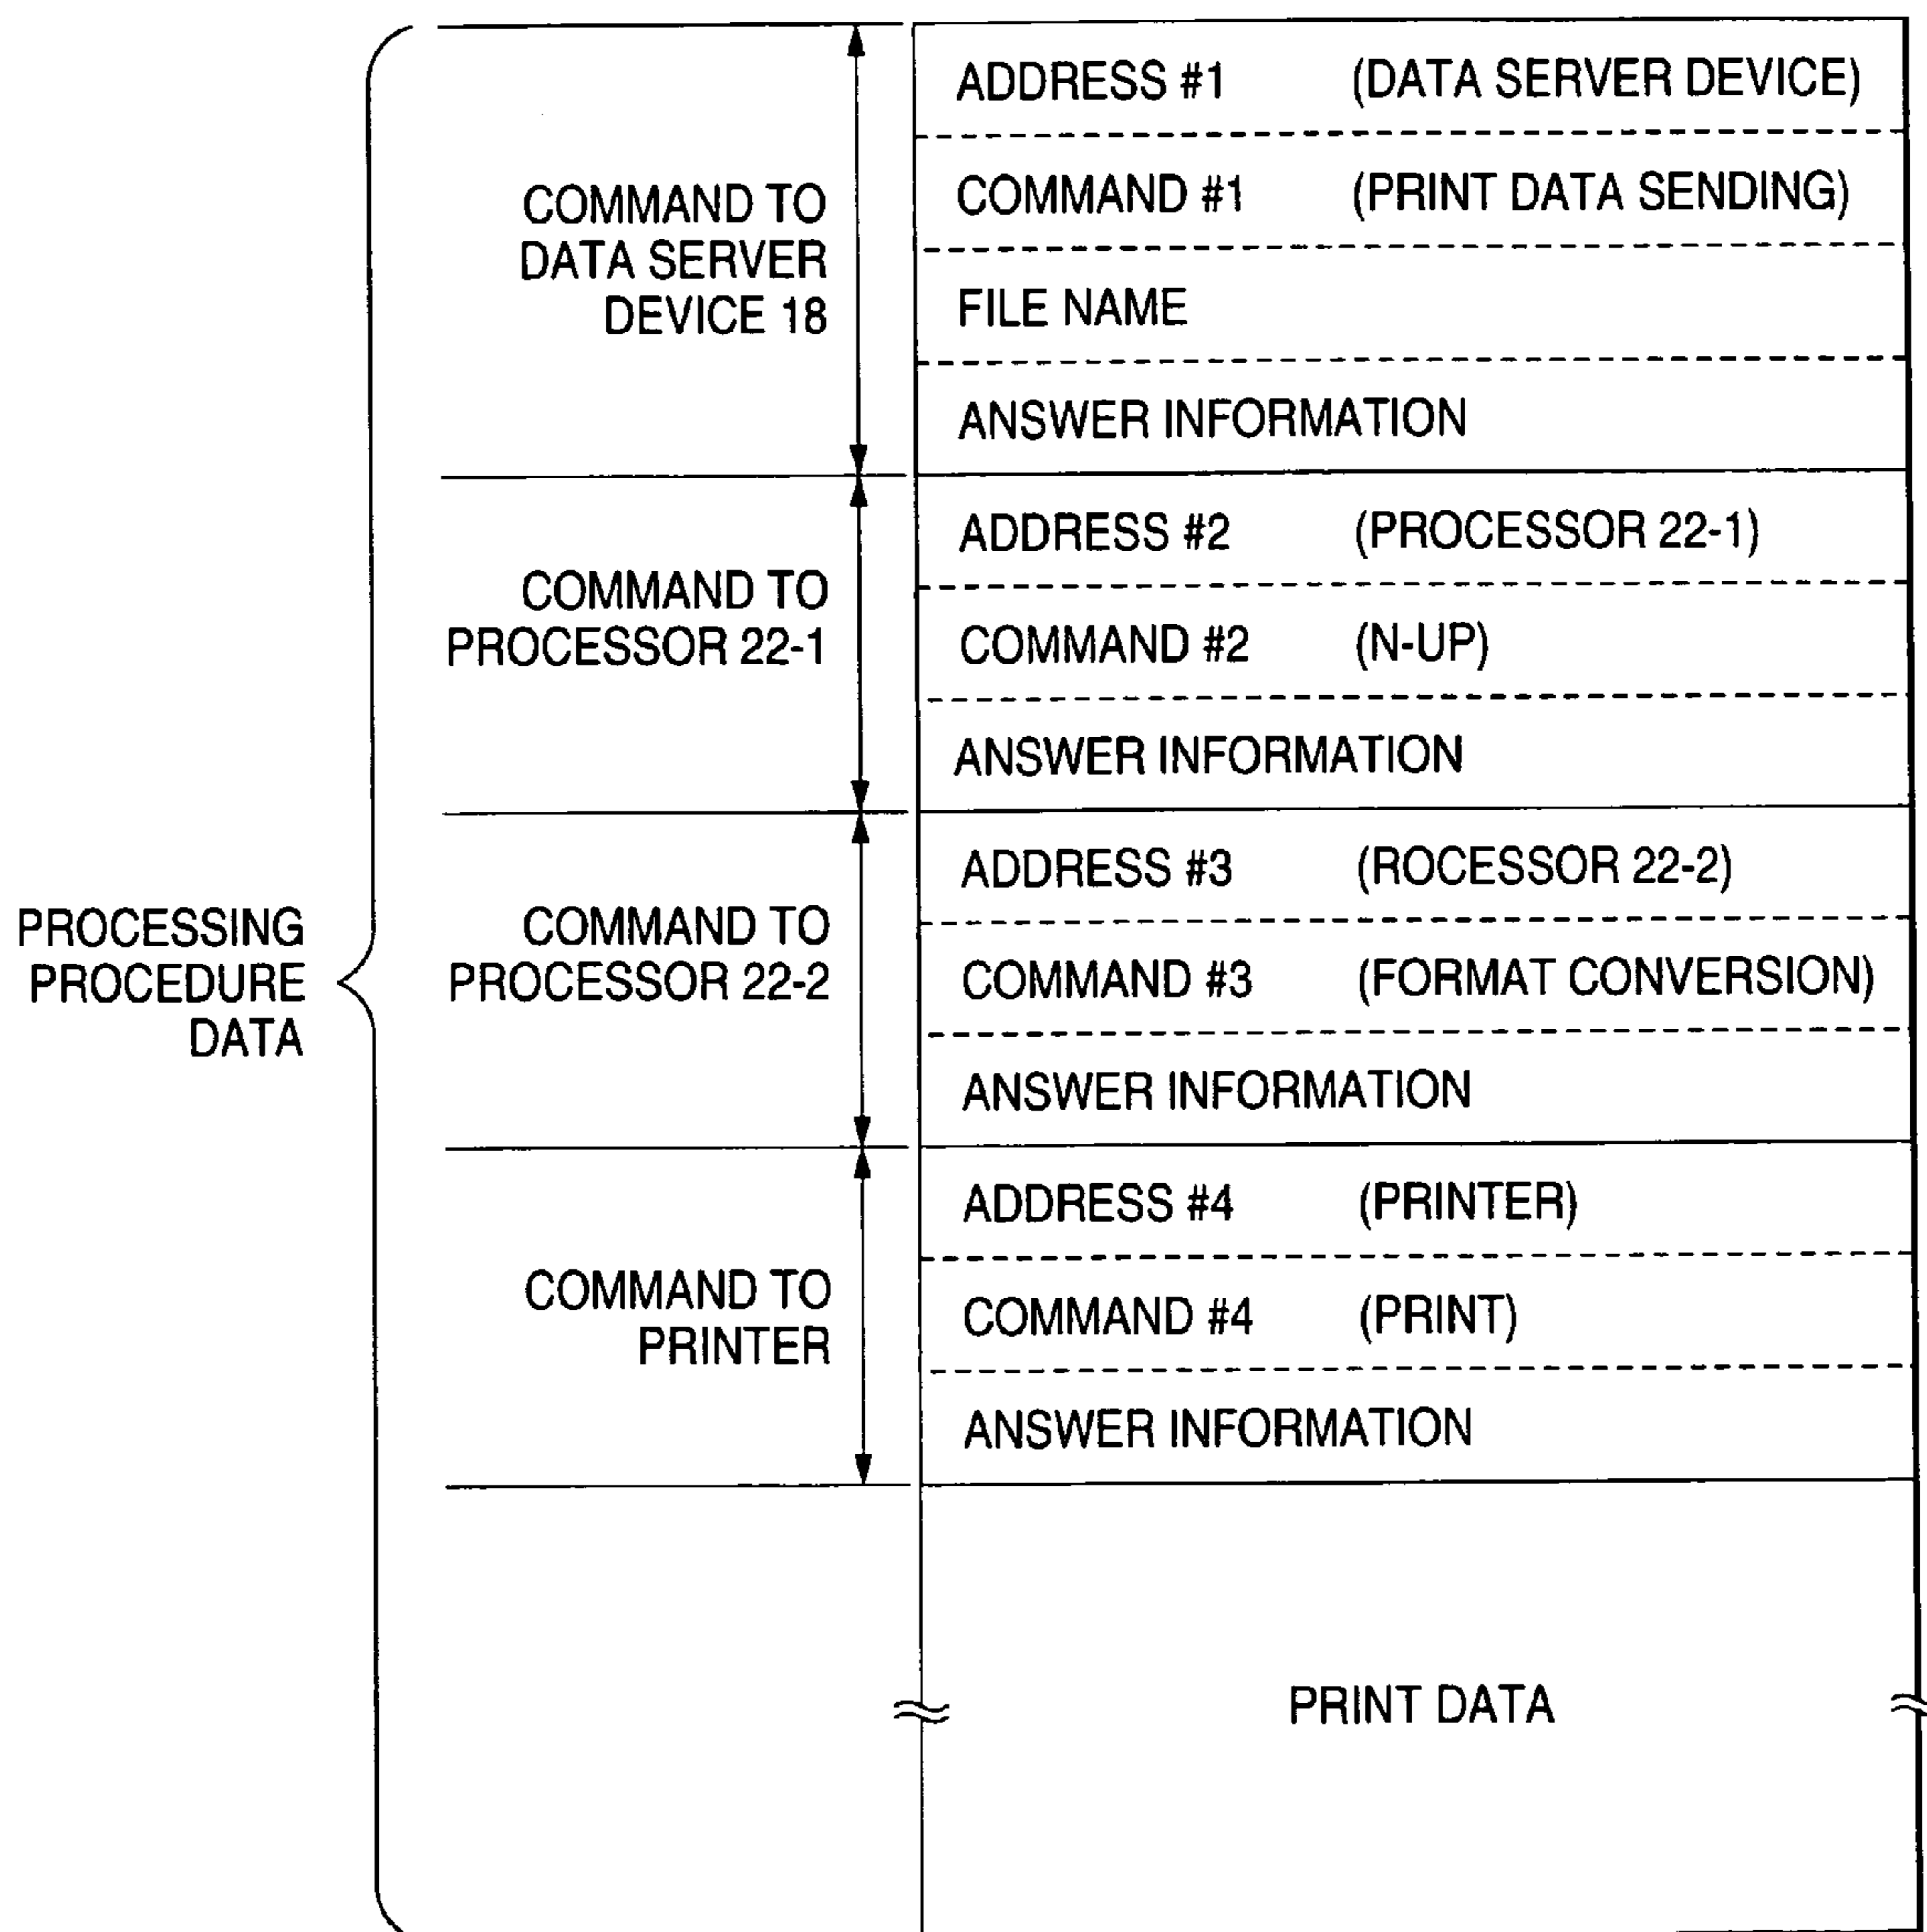 ADDRESS #1 (DATA SERVER DEVICE)
COMMAND #1 (PRINT DATA SENDING)
FILE NAME
ANSWER INFORMATION
COMMAND TO
DATA SERVER
DEVICE 18
ADDRESS #2 (PROCESSOR 22-1)
COMMAND #2 (N-UP)
ANSWER INFORMATION
COMMAND TO
PROCESSOR 22-1
ADDRESS #3 (ROCESSOR 22-2)
COMMAND #3 (FORMAT CONVERSION)
ANSWER INFORMATION
COMMAND TO
PROCESSOR 22-2
PROCESSING
PROCEDURE
DATA
ADDRESS #4 (PRINTER)
COMMAND #4 (PRINT)
ANSWER INFORMATION
COMMAND TO
PRINTER
PRINT DATA